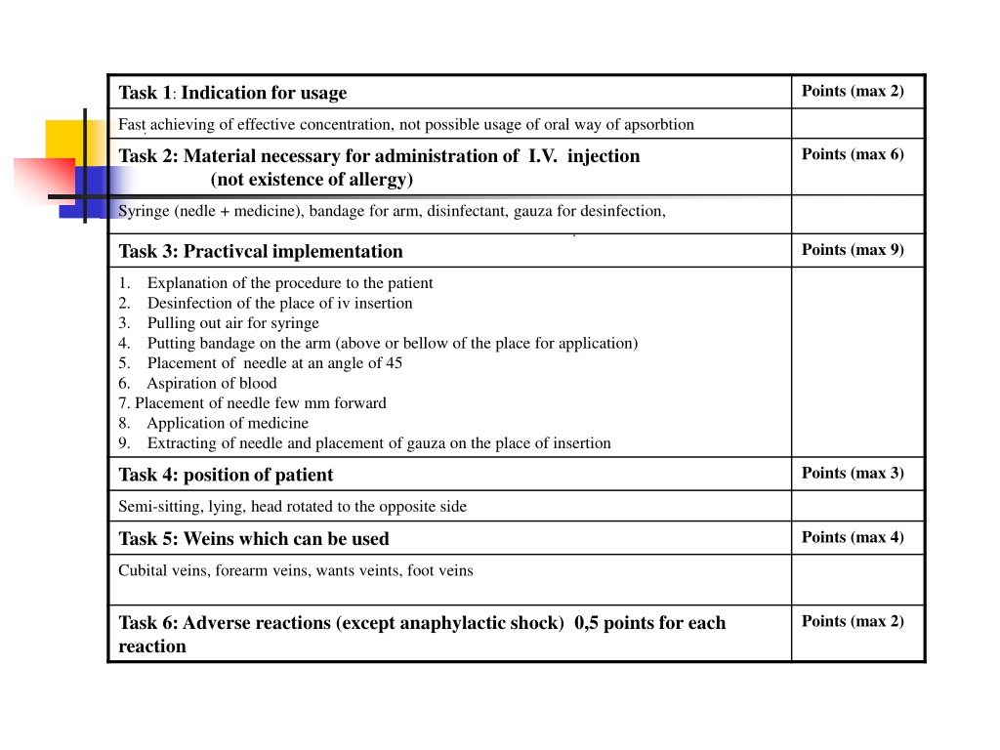 Task 1: Indication for usage
Points (max 2)
Fast achieving of effective concentration, not possible usage of oral way of apsorbtion
Task 2: Material necessary for administration of I.V. injection
(not existence of allergy)
Points (max 6)
Syringe (nedle + medicine), bandage for arm, disinfectant, gauza for desinfection,
Task 3: Practivcal implementation
Points (max 9)
1. Explanation of the procedure to the patient
2. Desinfection of the place of iv insertion
3. Pulling out air for syringe
4. Putting bandage on the arm (above or bellow of the place for application)
5. Placement of needle at an angle of 45
6. Aspiration of blood
7. Placement of needle few mm forward
8. Application of medicine
9. Extracting of needle and placement of gauza on the place of insertion
Task 4: position of patient
Points (max 3)
Semi-sitting, lying, head rotated to the opposite side
Task 5: Weins which can be used
Points (max 4)
Cubital veins, forearm veins, wants veints, foot veins
Task 6: Adverse reactions (except anaphylactic shock) 0,5 points for each
reaction
Points (max 2)